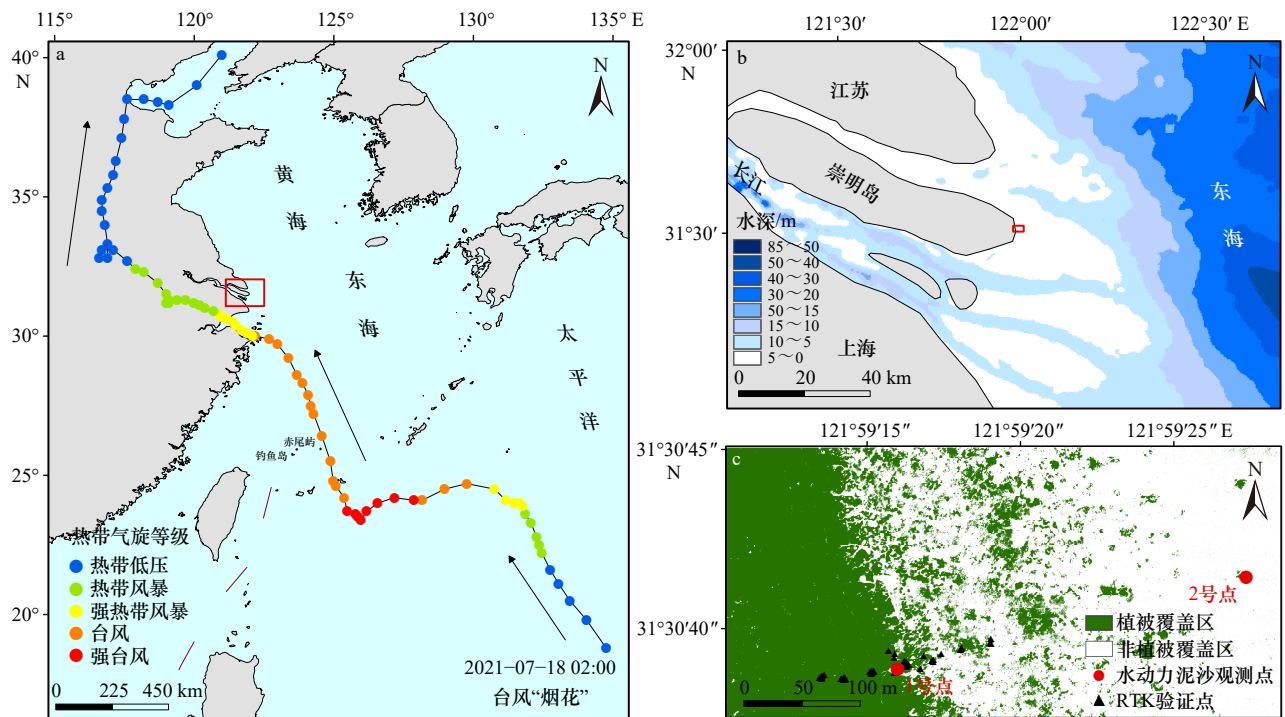 115° 120° 125° 130° 135° E
40°
N
35°
30°
25°
20°
a
N
黄
海
东
海
太
平
洋
赤尾屿
钓鱼岛
热带气旋等级
热带低压
热带风暴
强热带风暴
台风
强台风
0 225 450 km
2021-07-18 02:00
台风“烟花”
121°30′ 122°00′ 122°30′ E
32°00′
N
31°30′
b
N
江苏
崇明岛
长江
东
海
上海
水深/m
85~50
50~40
40~30
30~20
50~15
15~10
10~5
5~0
0 20 40 km
121°59′15″ 121°59′20″ 121°59′25″ E
31°30′45″
N
31°30′40″
c
N
2号点
1号点
植被覆盖区
非植被覆盖区
水动力泥沙观测点
RTK验证点
0 50 100 m